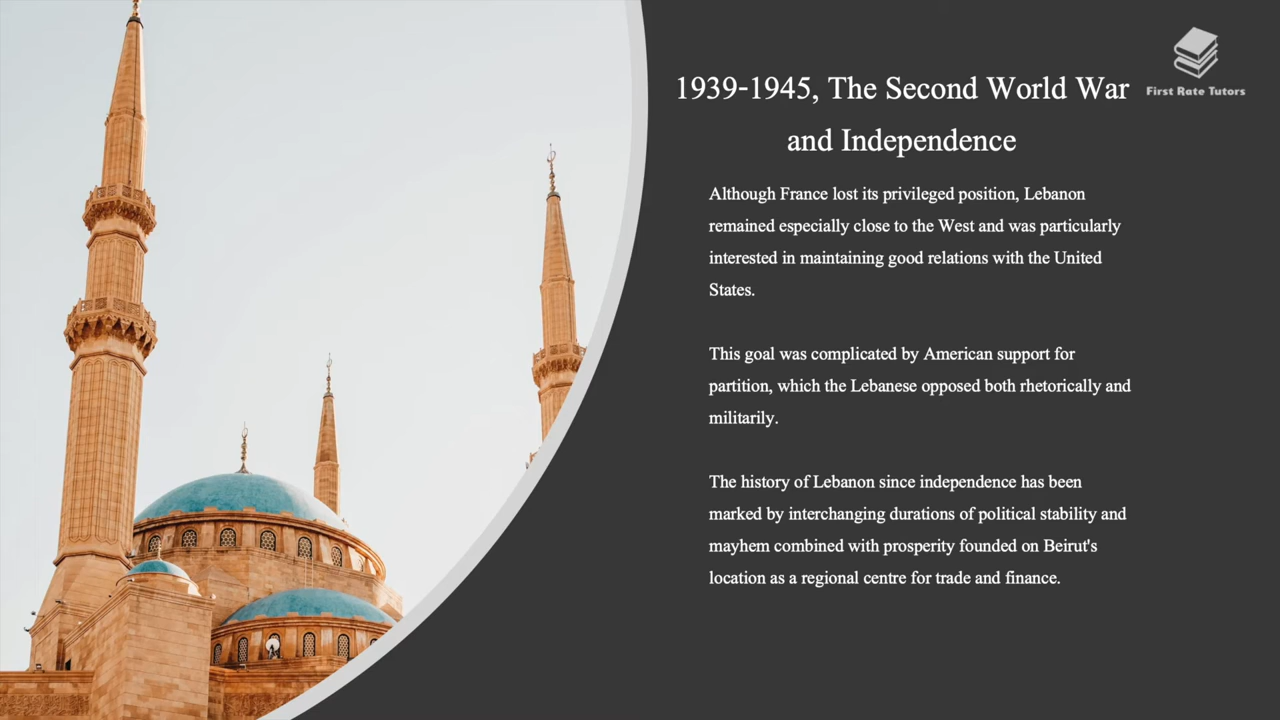 1939-1945, The Second World War
and Independence
First Rate Tutors
Although France lost its privileged position, Lebanon
remained especially close to the West and was particularly
interested in maintaining good relations with the United
States.
This goal was complicated by American support for
partition, which the Lebanese opposed both rhetorically and
militarily.
The history of Lebanon since independence has been
marked by interchanging durations of political stability and
mayhem combined with prosperity founded on Beirut's
location as a regional centre for trade and finance.